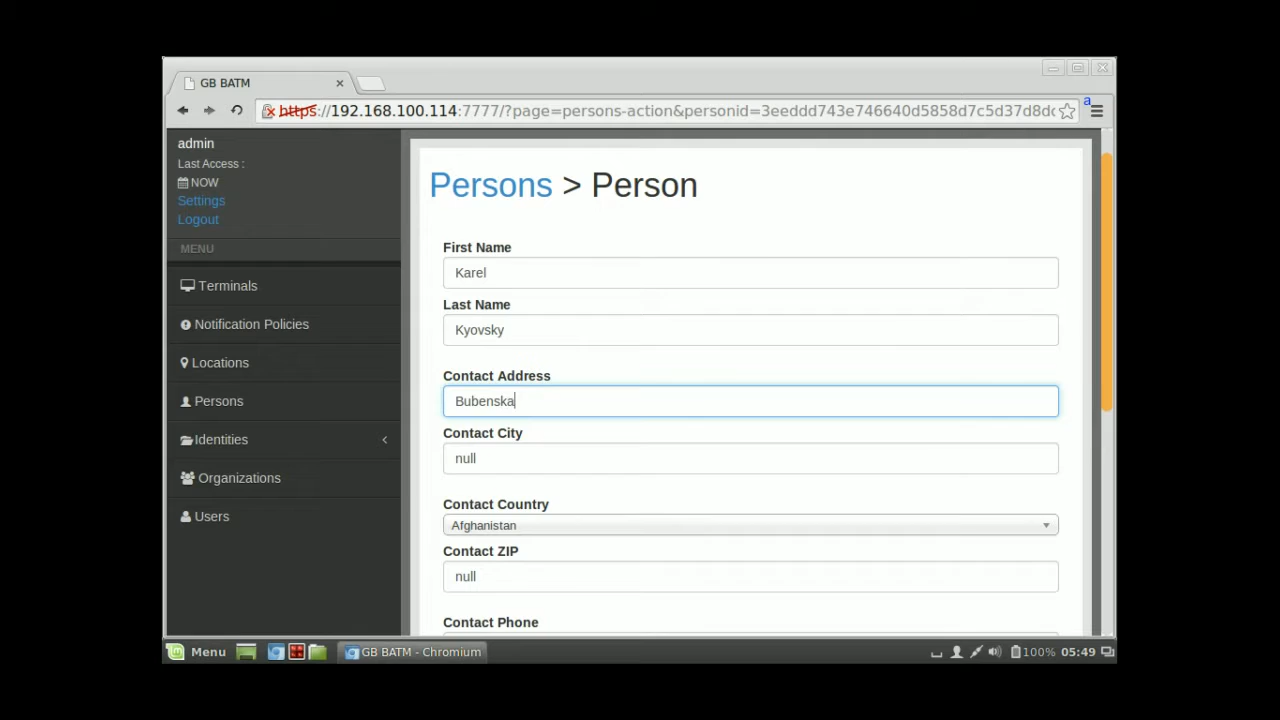 GB BATM
https://192.168.100.114:7777/?page=persons-action&personid=3eeddd743e746640d5858d7c5d37d8dc
a
admin
Last Access :
NOW
Settings
Logout
MENU
Terminals
Notification Policies
Locations
Persons
Identities
Organizations
Users
Persons > Person
First Name
Karel
Last Name
Kyovsky
Contact Address
Bubenska
Contact City
null
Contact Country
Afghanistan
Contact ZIP
null
Contact Phone
Menu
GB BATM - Chromium
100% 05:49